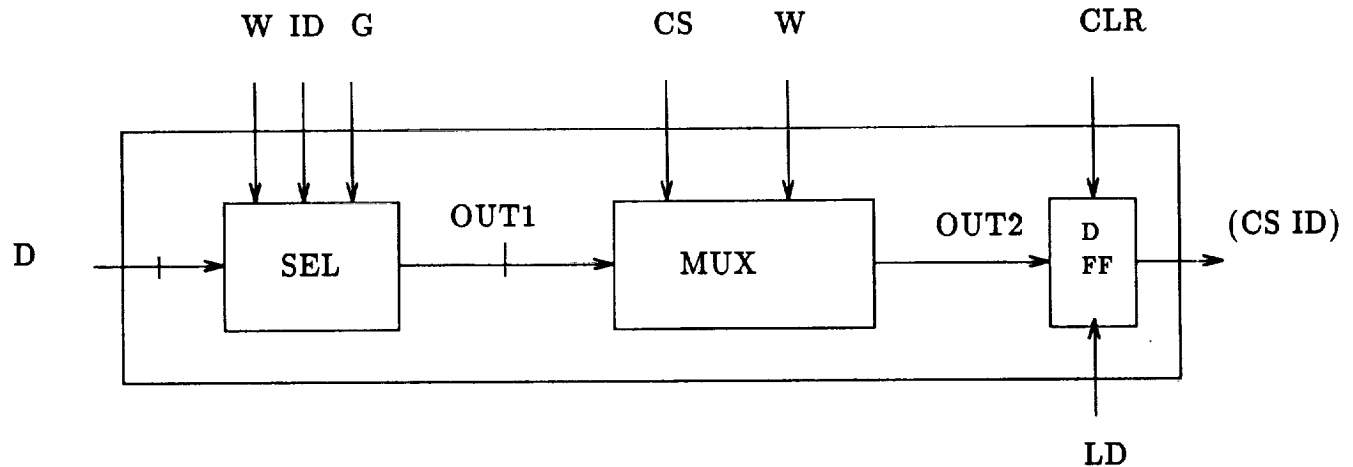 W ID G
CS
W
CLR
D
SEL
OUT1
MUX
OUT2
D
FF
(CS ID)
LD